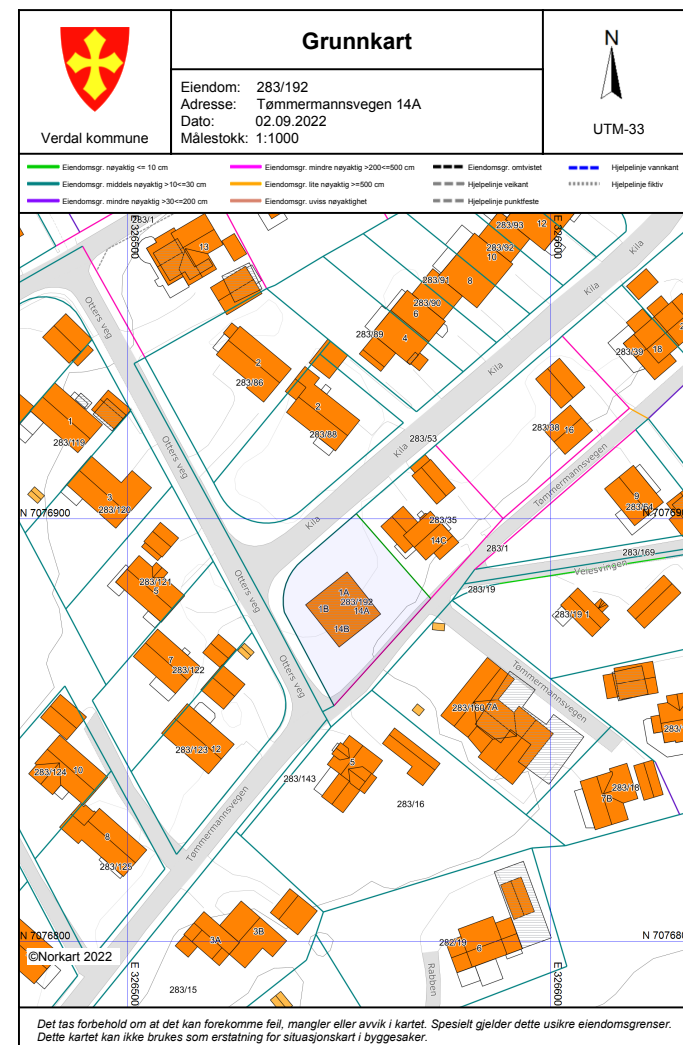 Grunnkart
Verdal kommune
Eiendom: 283/192
Adresse: Tømmermannsvegen 14A
Dato: 02.09.2022
Målestokk: 1:1000
N
UTM-33
Eiendomsgr. nøyaktig <= 10 cm
Eiendomsgr. middels nøyaktig >10<=30 cm
Eiendomsgr. mindre nøyaktig >30<=200 cm
Eiendomsgr. mindre nøyaktig >200<=500 cm
Eiendomsgr. lite nøyaktig >=500 cm
Eiendomsgr. uviss nøyaktighet
Eiendomsgr. omtvistet
Hjelpelinje veikant
Hjelpelinje punktfeste
Hjelpelinje vannkant
Hjelpelinje fiktiv
283/1
E 326500
13
283/93
12
E 326600
283/92
10
Kila
283/91
8
Kila
283/90
6
Otters veg
283/89
4
283/39
18
2
283/86
Kila
2
283/88
283/38
16
1
283/119
283/53
Kila
Otters veg
Tømmermannsvegen
3
283/120
9
283/54
N 7076900
Kila
283/35
14C
283/1
283/169
Veiesvingen
283/121
5
Otters veg
1A
283/192
1B
14A
14B
283/19
283/19 1
7
283/122
Otters veg
Tømmermannsvegen
283/160
7A
283/123 12
283/124
10
283/143
5
283/16
283/18
7B
8
283/125
Tømmermannsvegen
N 7076800
3A
3B
282/19
6
©Norkart 2022
E 326500
283/15
Rabben
E 326600
Det tas forbehold om at det kan forekomme feil, mangler eller avvik i kartet. Spesielt gjelder dette usikre eiendomsgrenser.
Dette kartet kan ikke brukes som erstatning for situasjonskart i byggesaker.